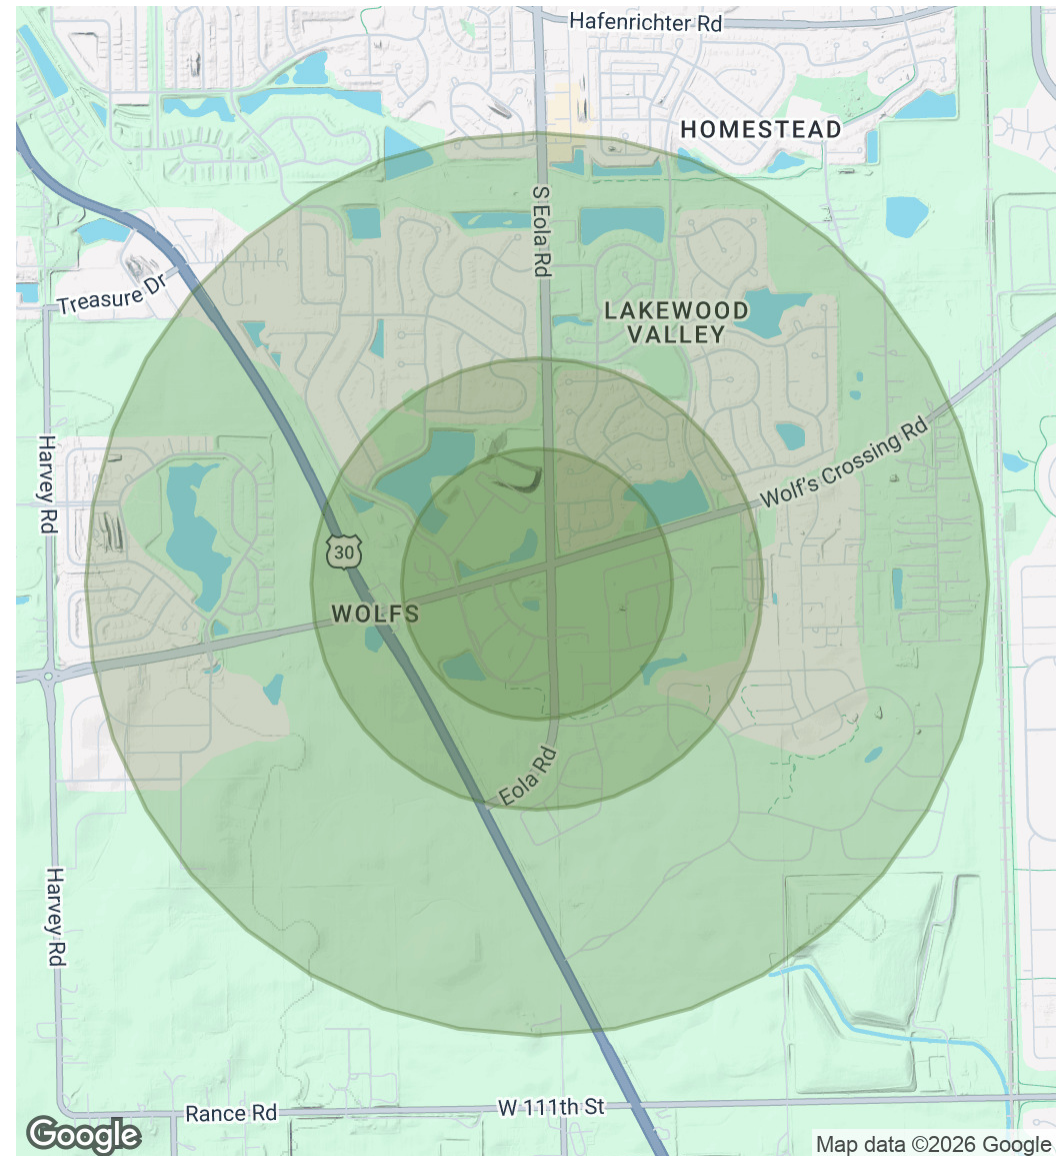 Hafenrichter Rd
HOMESTEAD
S Eola Rd
Treasure Dr
LAKEWOOD
VALLEY
Harvey Rd
Wolf's Crossing Rd
30
WOLFS
Eola Rd
Harvey Rd
Rance Rd
W 111th St
Google
Map data ©2026 Google